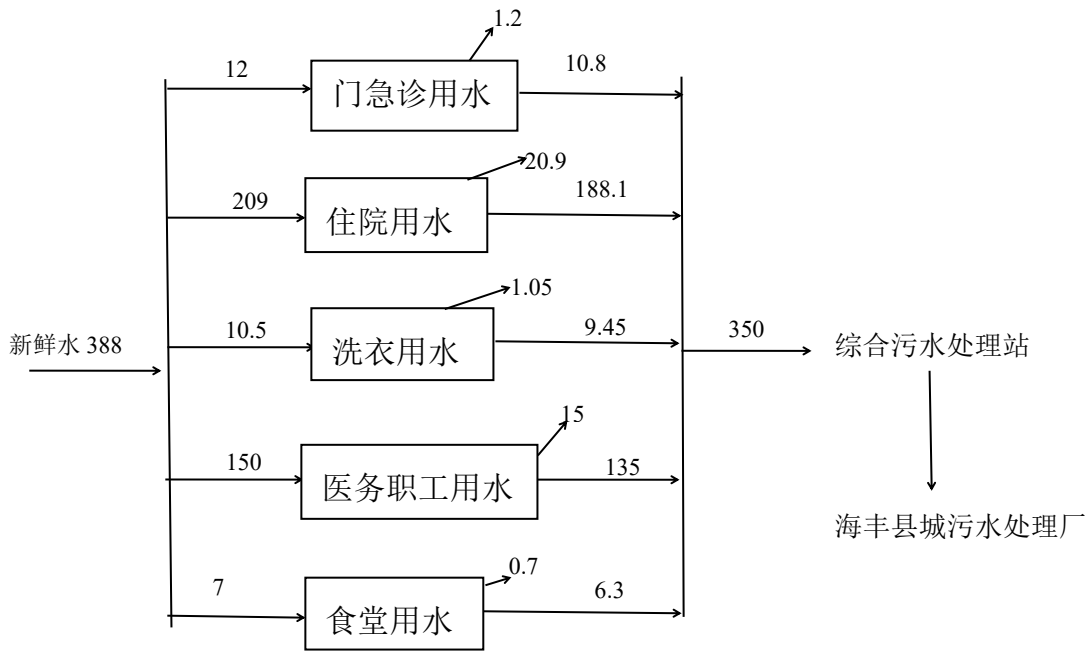 1.2
12
门急诊用水
10.8
20.9
209
住院用水
188.1
1.05
新鲜水 388
10.5
洗衣用水
9.45
350
综合污水处理站
15
150
医务职工用水
135
海丰县城污水处理厂
0.7
7
食堂用水
6.3